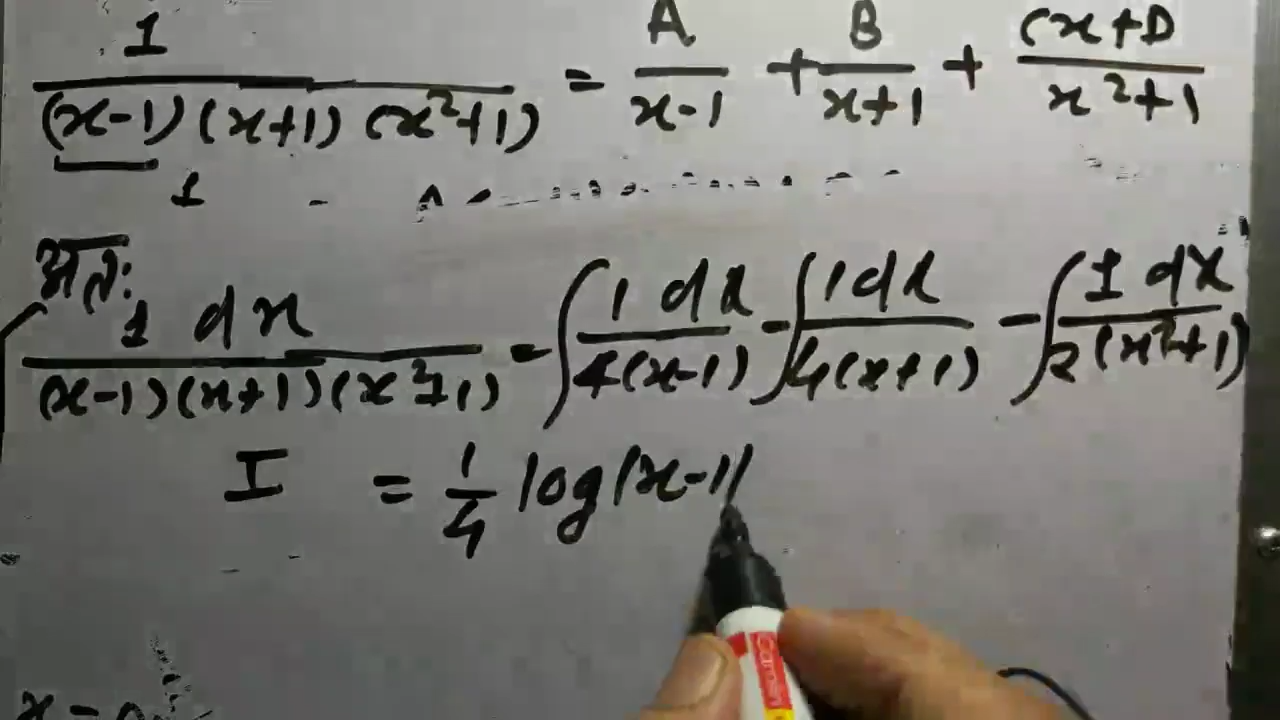 1 / (x-1)(x+1)(x²+1) = A / x-1 + B / x+1 + Cx+D / x²+1
1 - A
अतः
∫ 1 dx / (x-1)(x+1)(x²+1) = ∫ 1 dx / 4(x-1) - ∫ 1 dx / 4(x+1) - ∫ 1 dx / 2(x²+1)
I = 1/4 log|x-1|